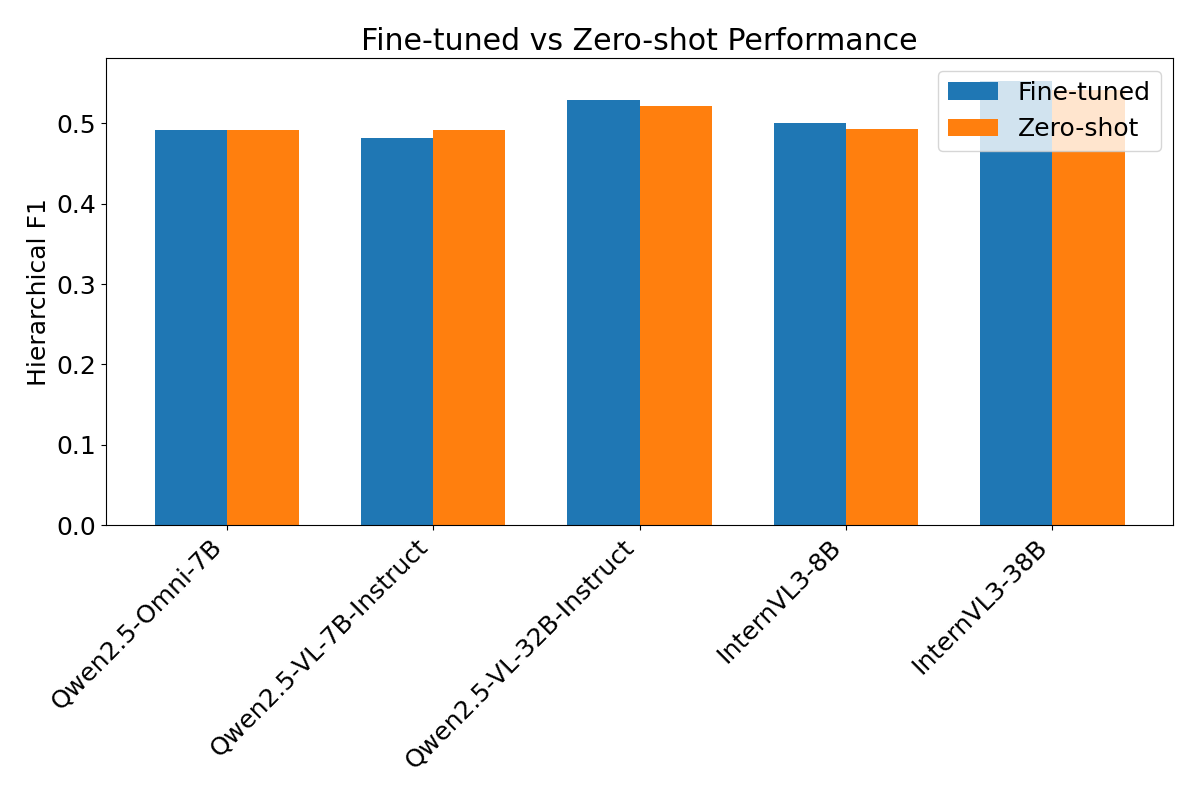 Fine-tuned vs Zero-shot Performance
Hierarchical F1
0.5
0.4
0.3
0.2
0.1
0.0
Fine-tuned
Zero-shot
Qwen2.5-Omni-7B
Qwen2.5-VL-7B-Instruct
Qwen2.5-VL-32B-Instruct
InternVL3-8B
InternVL3-38B